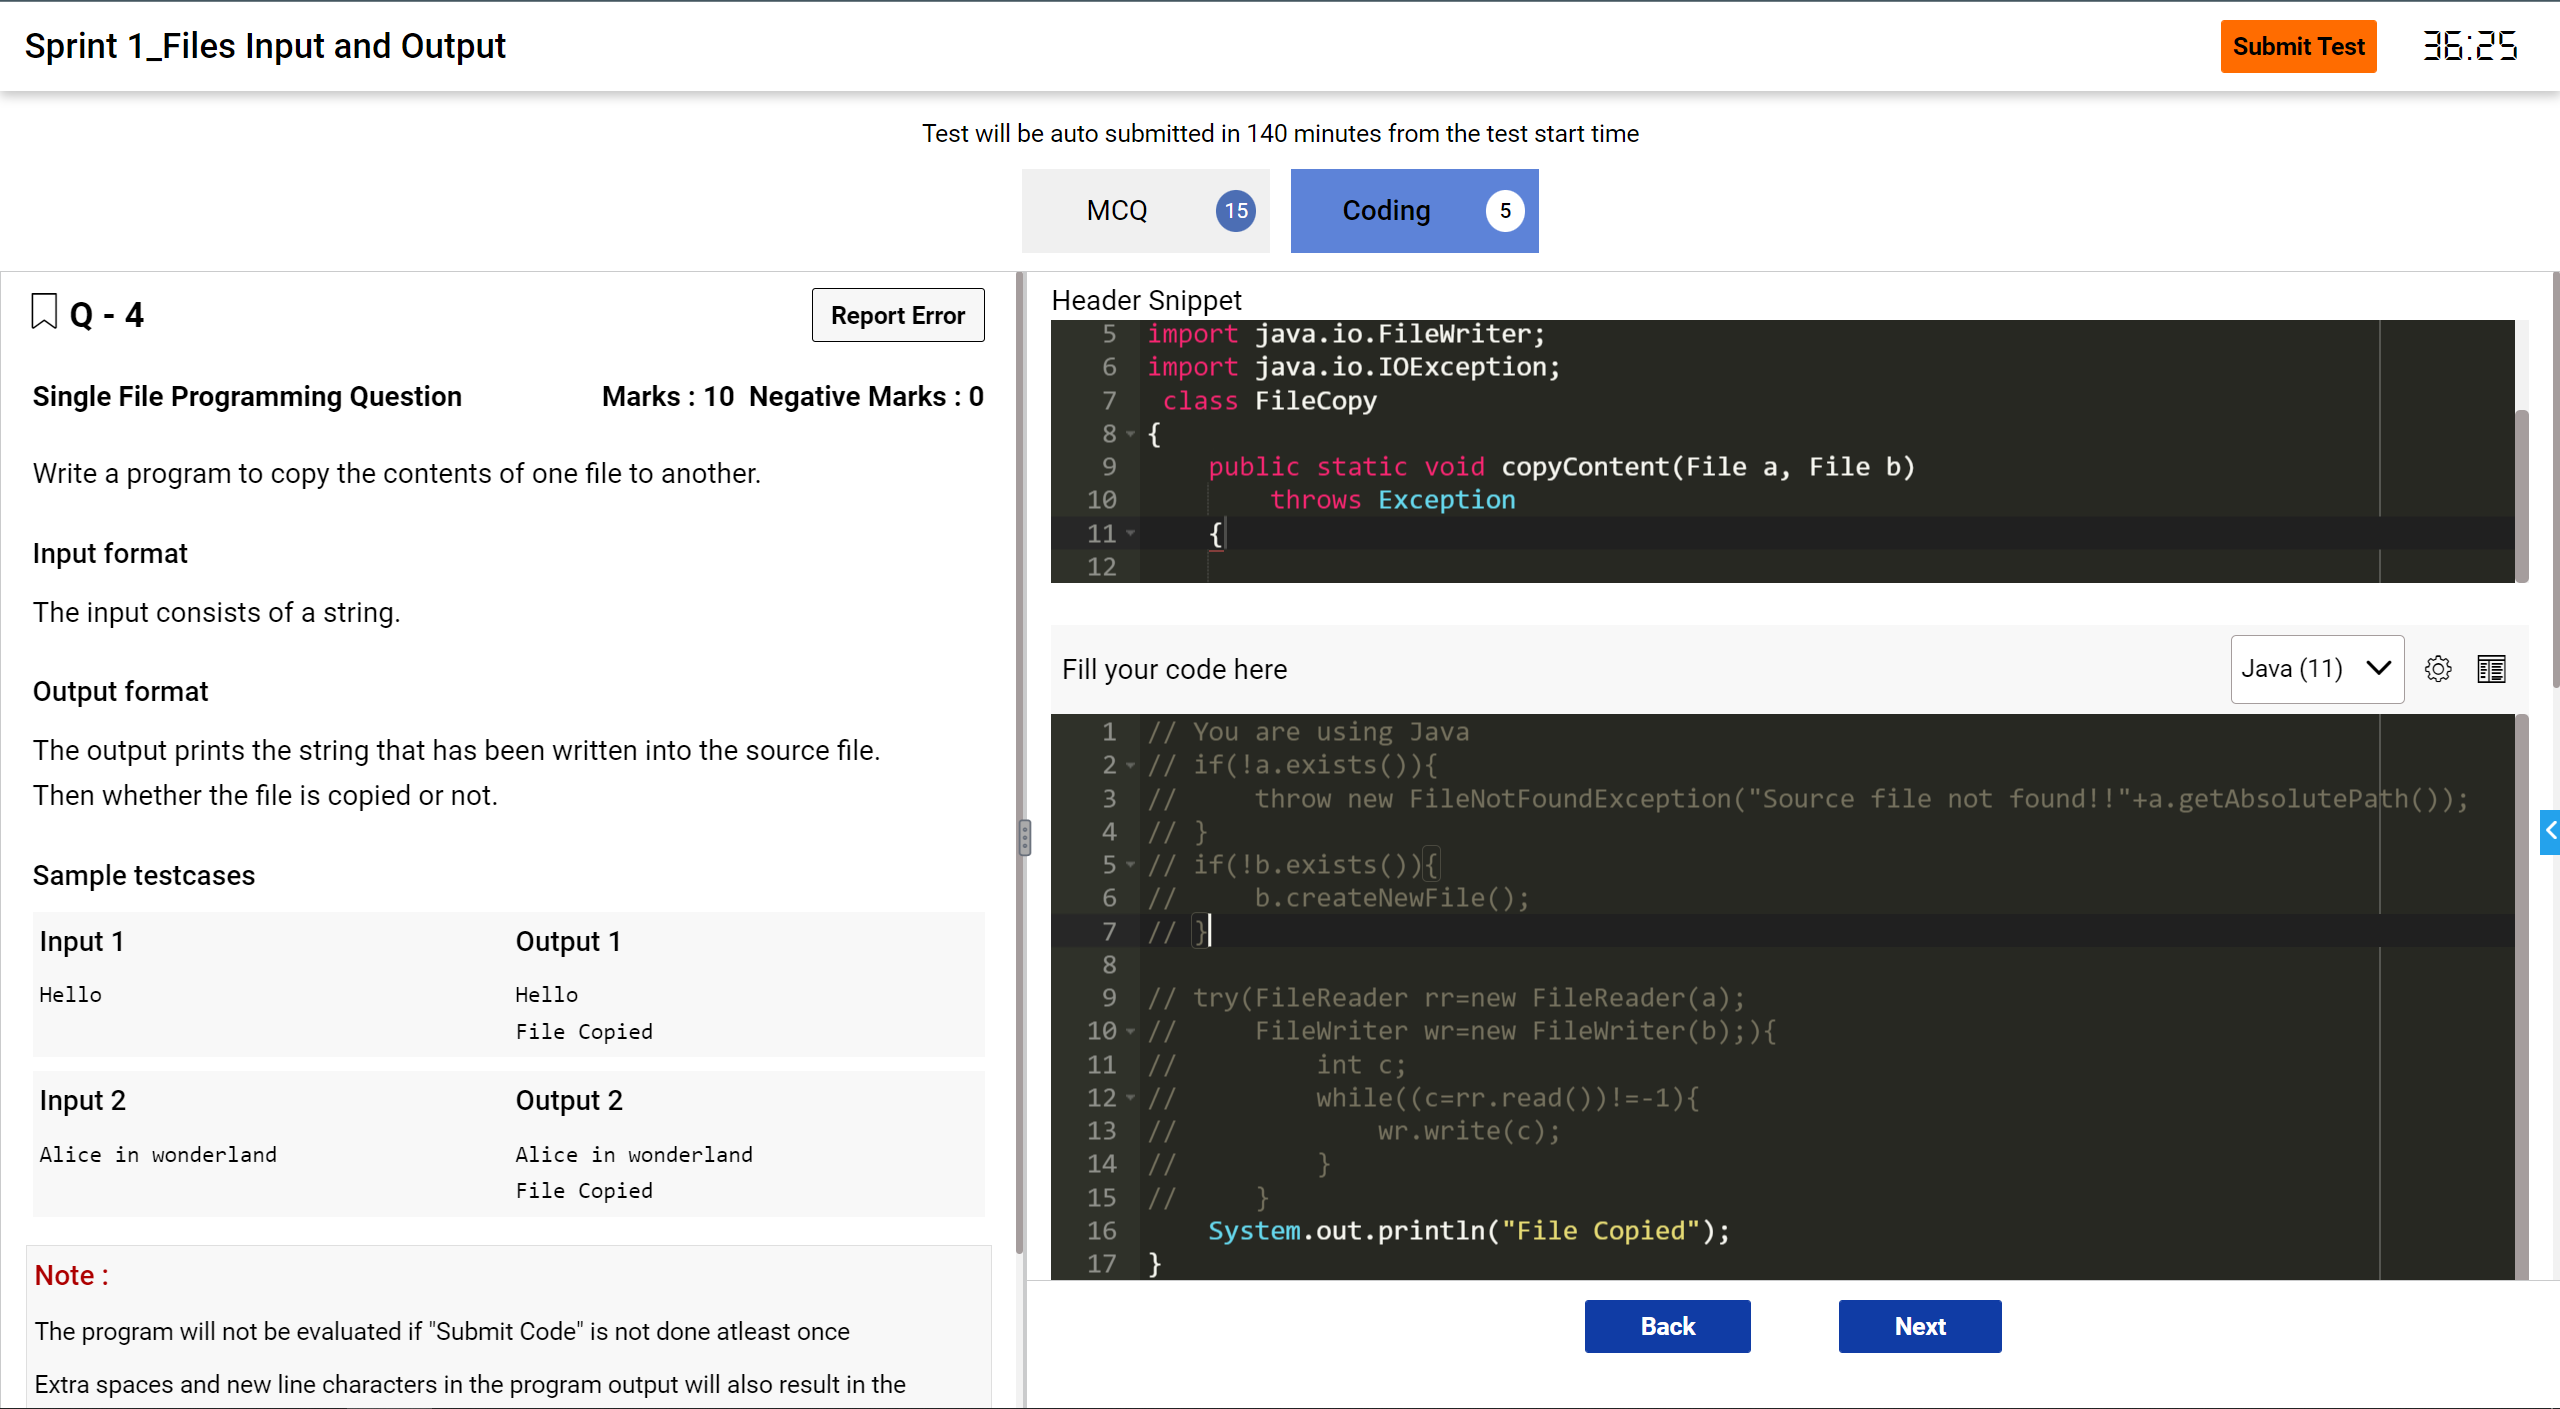 Sprint 1_Files Input and Output
Submit Test
36:25
Test will be auto submitted in 140 minutes from the test start time
MCQ 15
Coding 5
Q - 4
Report Error
Single File Programming Question
Marks : 10 Negative Marks : 0
Write a program to copy the contents of one file to another.
Input format
The input consists of a string.
Output format
The output prints the string that has been written into the source file.
Then whether the file is copied or not.
Sample testcases
Input 1
Output 1
Hello
Hello
File Copied
Input 2
Output 2
Alice in wonderland
Alice in wonderland
File Copied
Note :
The program will not be evaluated if "Submit Code" is not done atleast once
Extra spaces and new line characters in the program output will also result in the
Header Snippet
5 import java.io.FileWriter;
6 import java.io.IOException;
7 class FileCopy
8 {
9 public static void copyContent(File a, File b)
10 throws Exception
11 {
12
Fill your code here
Java (11)
1 // You are using Java
2 // if(!a.exists()){
3 // throw new FileNotFoundException("Source file not found!!"+a.getAbsolutePath());
4 // }
5 // if(!b.exists()){
6 // b.createNewFile();
7 // }
8
9 // try(FileReader rr=new FileReader(a);
10 // FileWriter wr=new FileWriter(b);){
11 // int c;
12 // while((c=rr.read())!=-1){
13 // wr.write(c);
14 // }
15 // }
16 System.out.println("File Copied");
17 }
Back
Next